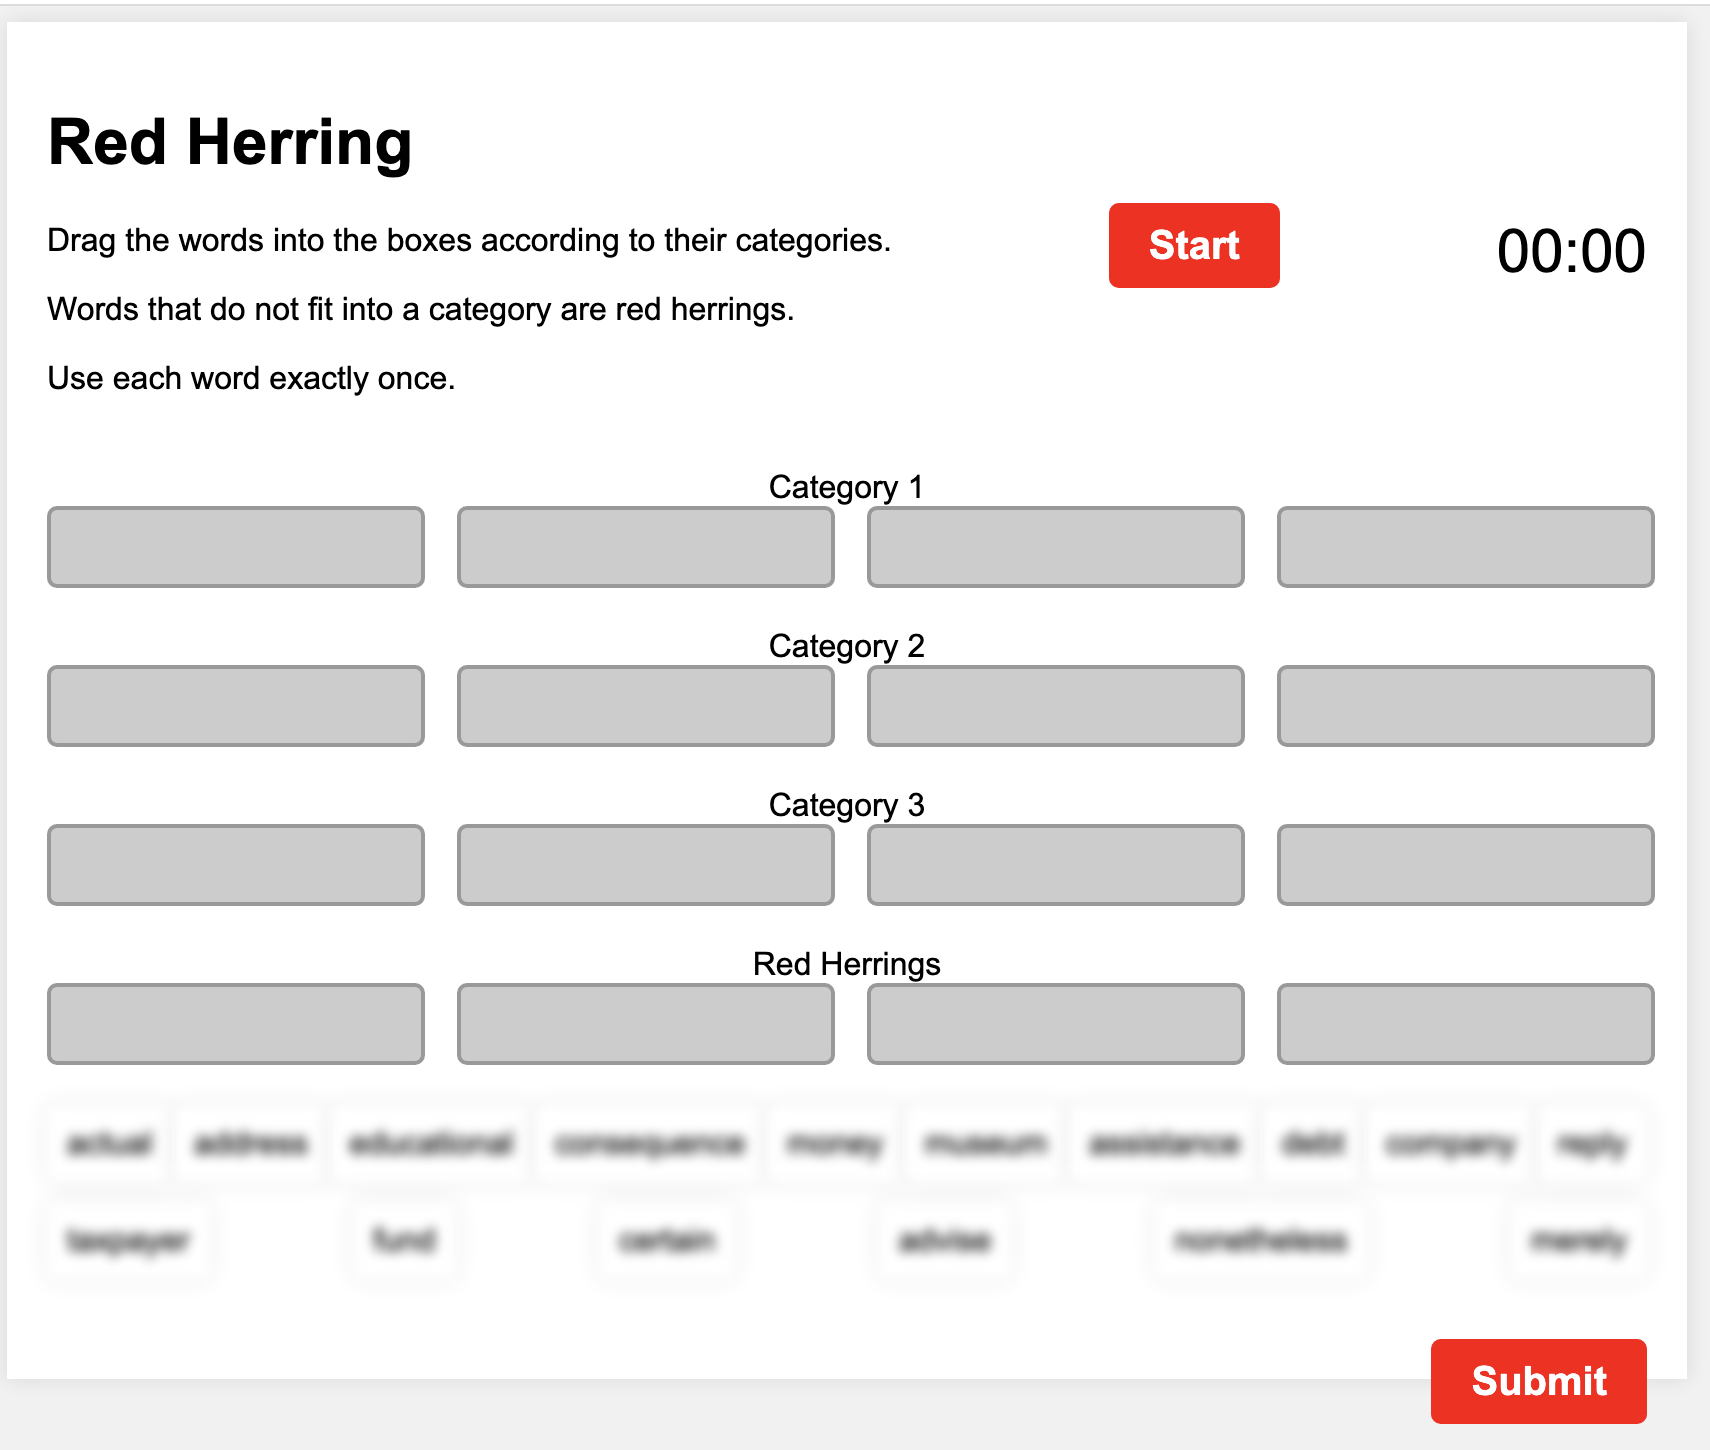 Red Herring
Drag the words into the boxes according to their categories.
Start
00:00
Words that do not fit into a category are red herrings.
Use each word exactly once.
Category 1
Category 2
Category 3
Red Herrings
actual address educational consequence money museum assistance debt company reply
taxpayer fund certain advise nonetheless merely
Submit